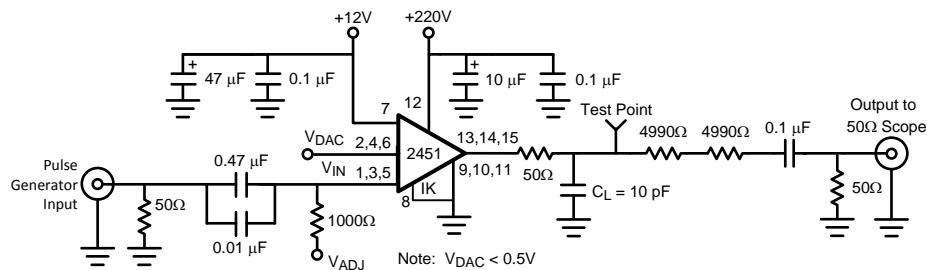 +12V
+220V
47 µF
0.1 µF
10 µF
0.1 µF
7
12
Test Point
Output to
50Ω Scope
VDAC
2,4,6
2451
13,14,15
4990Ω
4990Ω
0.1 µF
Pulse
Generator
Input
0.47 µF
VIN
1,3,5
9,10,11
50Ω
50Ω
8
IK
CL = 10 pF
50Ω
0.01 µF
1000Ω
VADJ
Note: VDAC < 0.5V
+
+